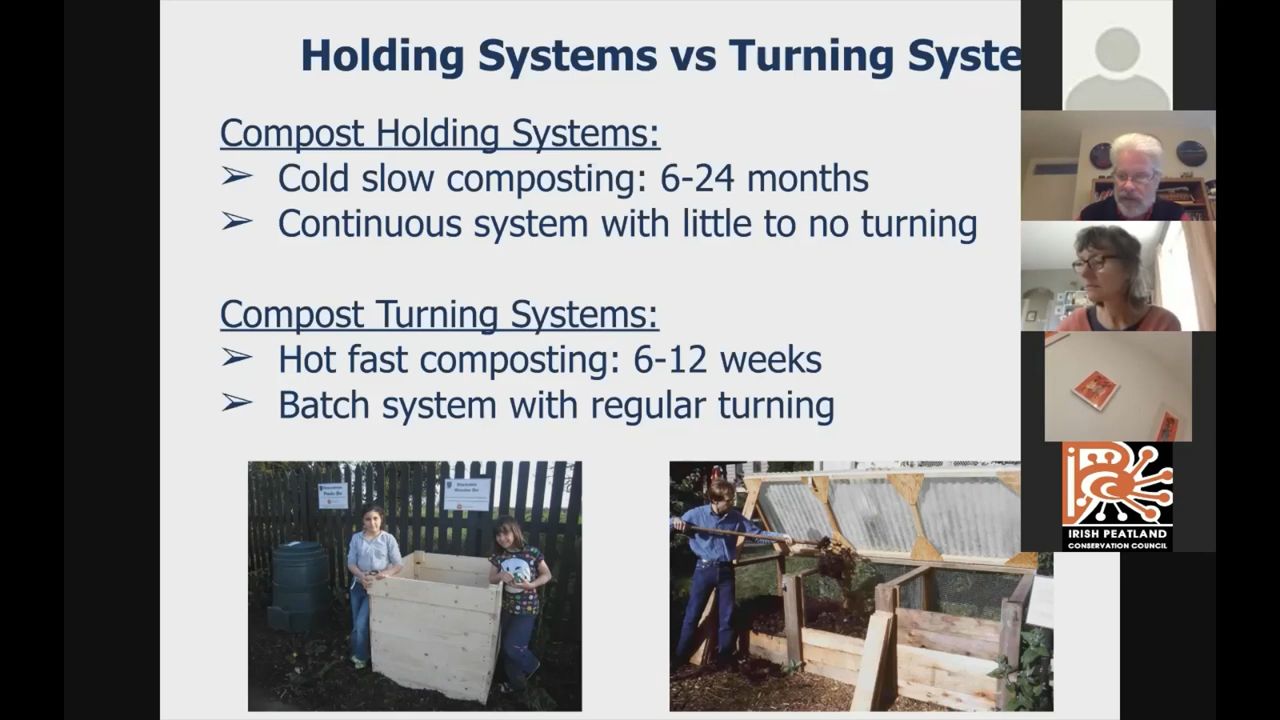 Holding Systems vs Turning Syste
Compost Holding Systems:
➢ Cold slow composting: 6-24 months
➢ Continuous system with little to no turning
Compost Turning Systems:
➢ Hot fast composting: 6-12 weeks
➢ Batch system with regular turning
IRISH PEATLAND
CONSERVATION COUNCIL